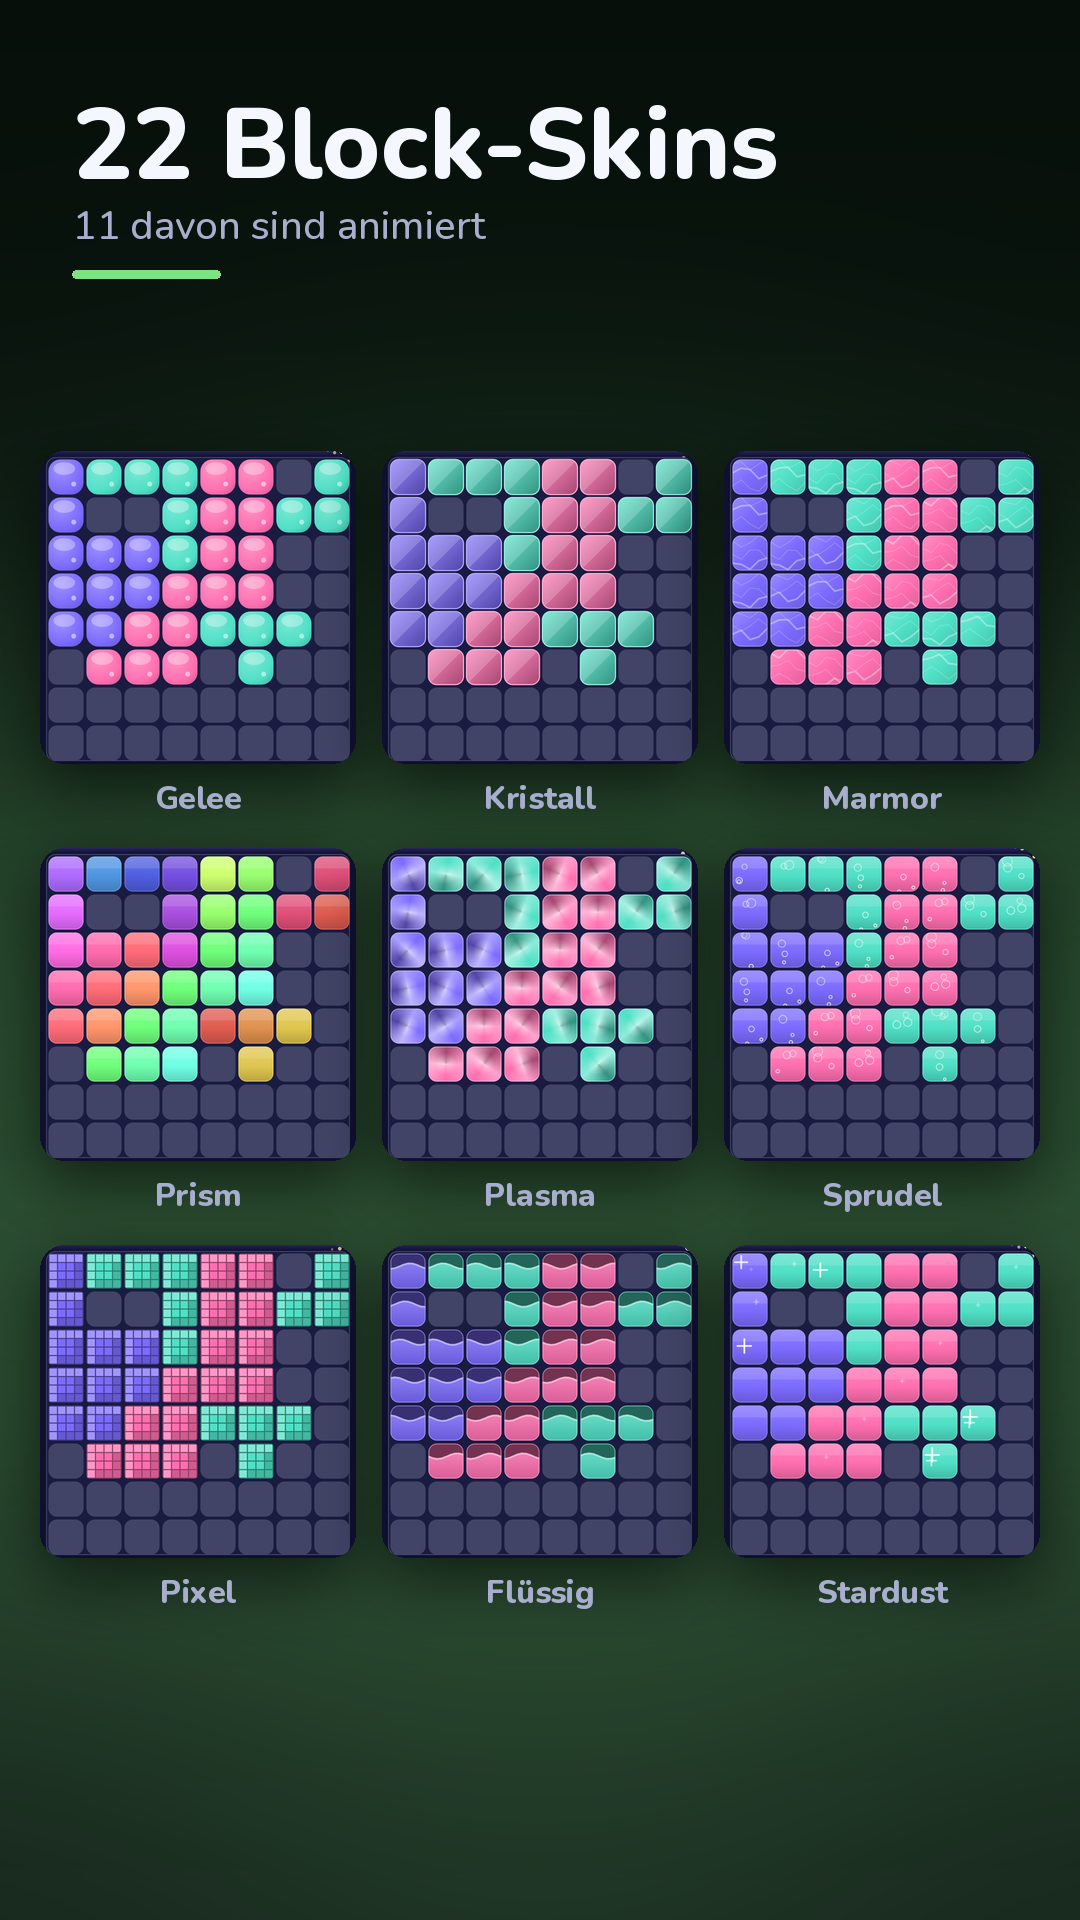 22 Block-Skins
11 davon sind animiert
Gelee
Kristall
Marmor
Prism
Plasma
Sprudel
Pixel
Flüssig
Stardust